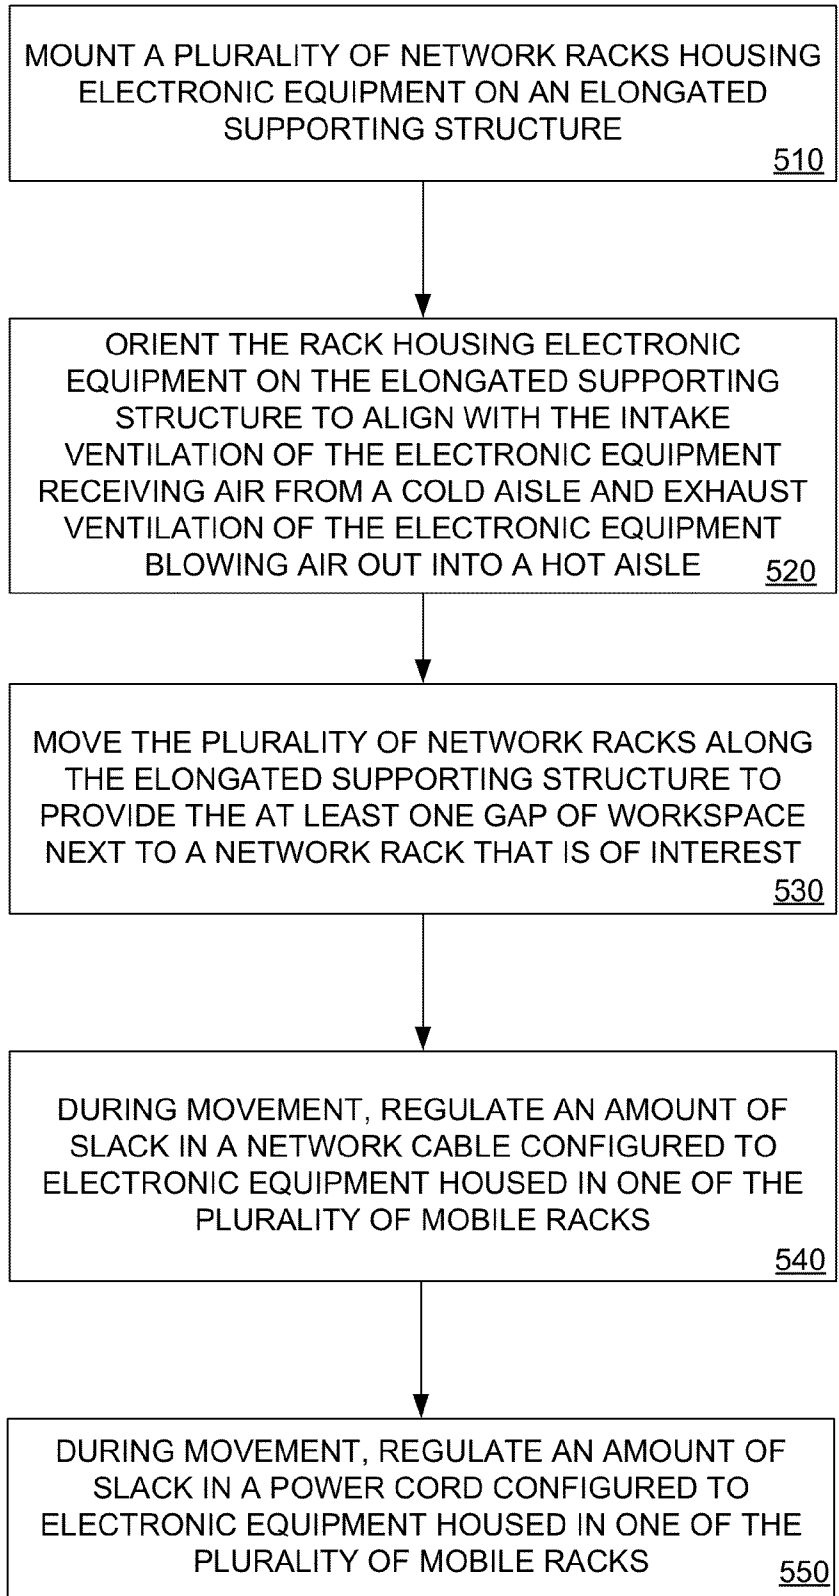 MOUNT A PLURALITY OF NETWORK RACKS HOUSING
ELECTRONIC EQUIPMENT ON AN ELONGATED
SUPPORTING STRUCTURE
510
ORIENT THE RACK HOUSING ELECTRONIC
EQUIPMENT ON THE ELONGATED SUPPORTING
STRUCTURE TO ALIGN WITH THE INTAKE
VENTILATION OF THE ELECTRONIC EQUIPMENT
RECEIVING AIR FROM A COLD AISLE AND EXHAUST
VENTILATION OF THE ELECTRONIC EQUIPMENT
BLOWING AIR OUT INTO A HOT AISLE
520
MOVE THE PLURALITY OF NETWORK RACKS ALONG
THE ELONGATED SUPPORTING STRUCTURE TO
PROVIDE THE AT LEAST ONE GAP OF WORKSPACE
NEXT TO A NETWORK RACK THAT IS OF INTEREST
530
DURING MOVEMENT, REGULATE AN AMOUNT OF
SLACK IN A NETWORK CABLE CONFIGURED TO
ELECTRONIC EQUIPMENT HOUSED IN ONE OF THE
PLURALITY OF MOBILE RACKS
540
DURING MOVEMENT, REGULATE AN AMOUNT OF
SLACK IN A POWER CORD CONFIGURED TO
ELECTRONIC EQUIPMENT HOUSED IN ONE OF THE
PLURALITY OF MOBILE RACKS
550